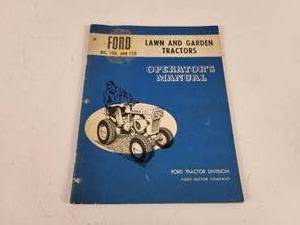 FORD
80, 100, and 120
LAWN AND GARDEN
TRACTORS
OPERATOR'S
MANUAL
FORD TRACTOR DIVISION
FORD MOTOR COMPANY